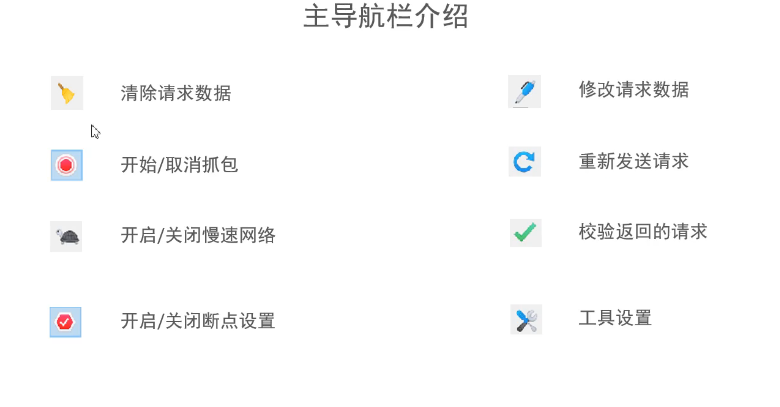 主导航栏介绍
清除请求数据
修改请求数据
开始/取消抓包
重新发送请求
开启/关闭慢速网络
校验返回的请求
开启/关闭断点设置
工具设置